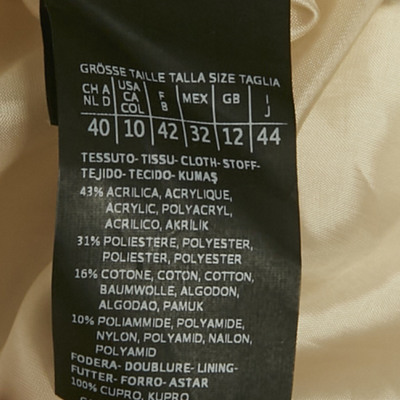 GRÖSSE TAILLE TALLA SIZE TAGLIA
CH A NL D USA CA COL F B MEX GB I J
40 10 42 32 12 44
TESSUTO- TISSU- CLOTH-STOFF-
TEJIDO- TECIDO- KUMAŞ
43% ACRILICA, ACRYLIQUE,
ACRYLIC, POLYACRYL,
ACRILICO, AKRİLİK
31% POLIESTERE, POLYESTER,
POLIESTER, POLYESTER
16% COTONE, COTON, COTTON,
BAUMWOLLE, ALGODON,
ALGODAO, PAMUK
10% POLIAMMIDE, POLYAMIDE,
NYLON, POLYAMID, NAILON,
POLYAMID
FODERA- DOUBLURE- LINING-
FUTTER- FORRO- ASTAR
100% CUPRO, KUPRO